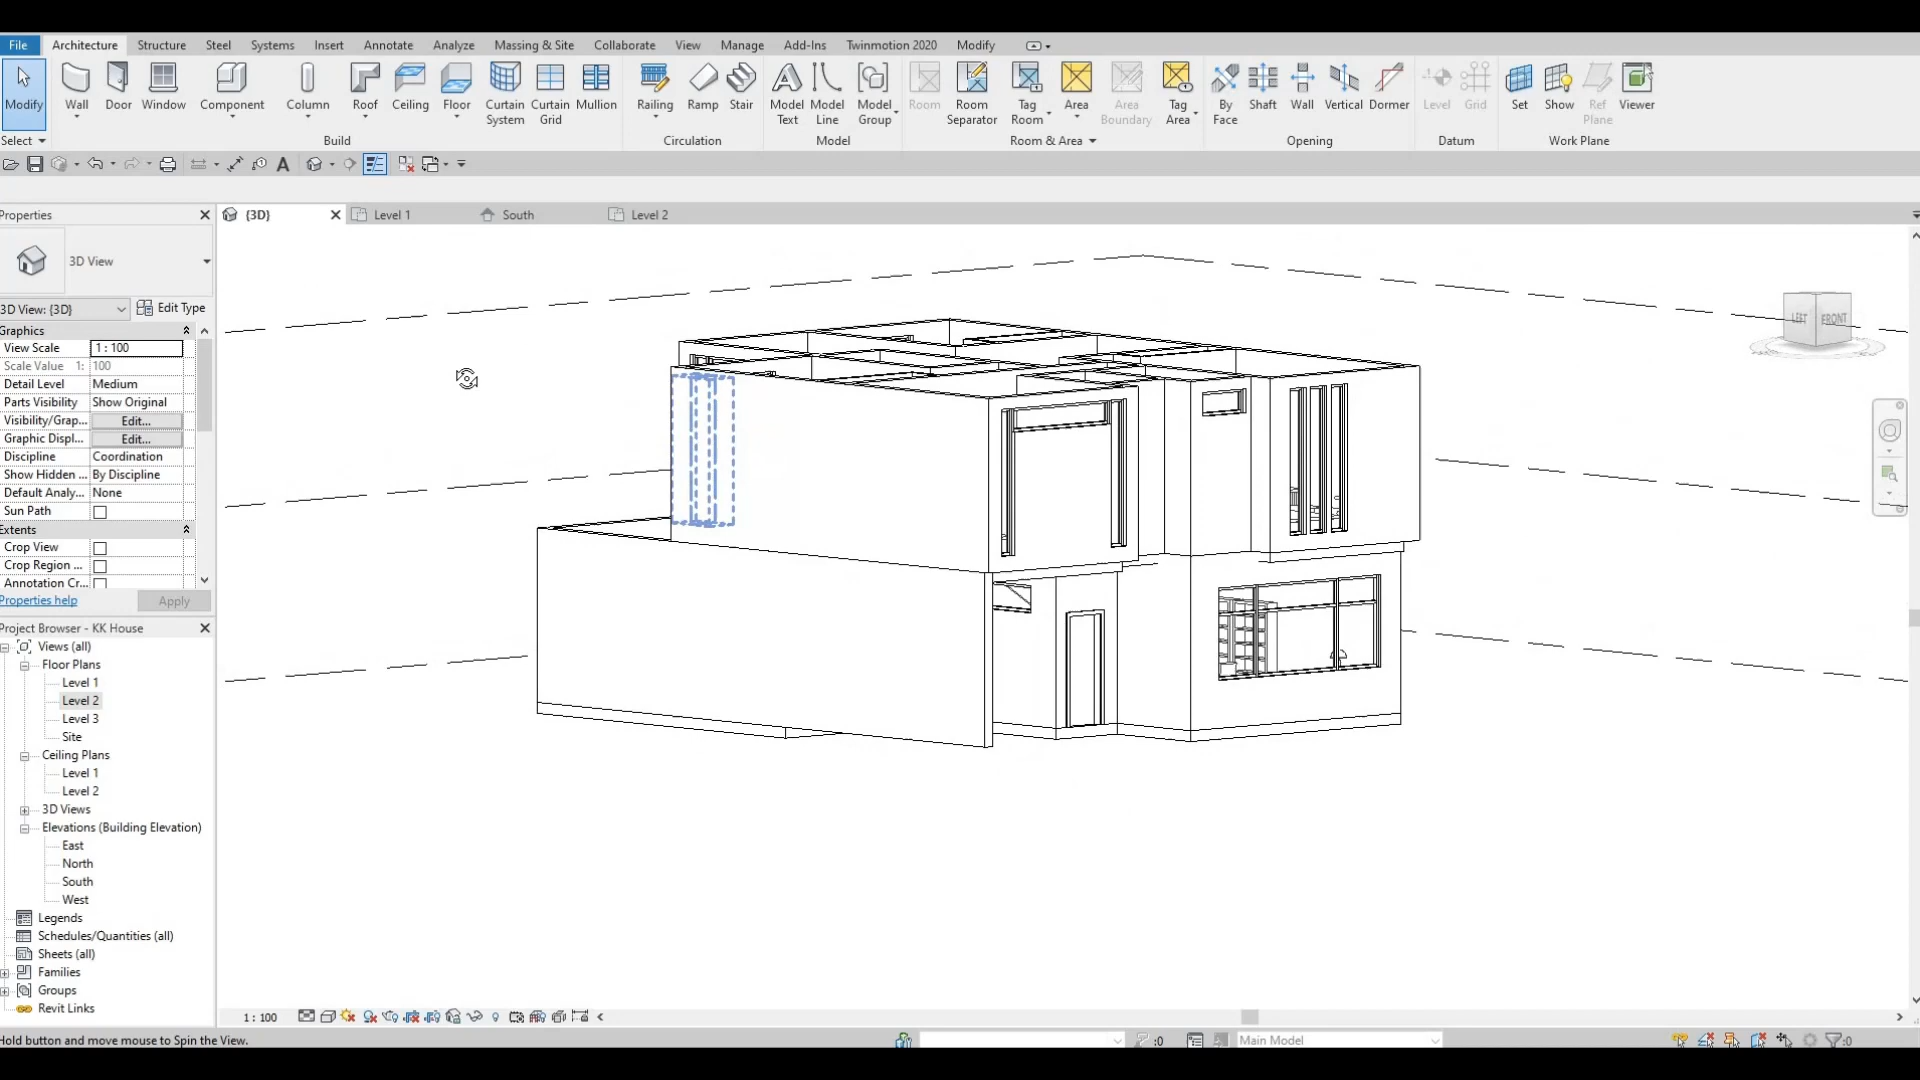 File Architecture Structure Steel Systems Insert Annotate Analyze Massing & Site Collaborate View Manage Add-Ins Twinmotion 2020 Modify
Modify Wall Door Window Component Column Roof Ceiling Floor Curtain System Curtain Grid Mullion Railing Ramp Stair Model Text Model Line Model Group Room Room Separator Tag Room Area Area Boundary Tag Area By Face Shaft Wall Vertical Dormer Level Grid Set Show Ref Plane Viewer
Select Build Circulation Model Room & Area Opening Datum Work Plane
Properties {3D} Level 1 South Level 2
3D View
3D View: {3D} Edit Type
Graphics
View Scale 1 : 100
Scale Value 1: 100
Detail Level Medium
Parts Visibility Show Original
Visibility/Grap... Edit...
Graphic Displ... Edit...
Discipline Coordination
Show Hidden ... By Discipline
Default Analy... None
Sun Path
Extents
Crop View
Crop Region ...
Annotation Cr...
Properties help Apply
LEFT FRONT
Project Browser - KK House
Views (all)
Floor Plans
Level 1
Level 2
Level 3
Site
Ceiling Plans
Level 1
Level 2
3D Views
Elevations (Building Elevation)
East
North
South
West
Legends
Schedules/Quantities (all)
Sheets (all)
Families
Groups
Revit Links
1 : 100
Hold button and move mouse to Spin the View. :0 Main Model :0